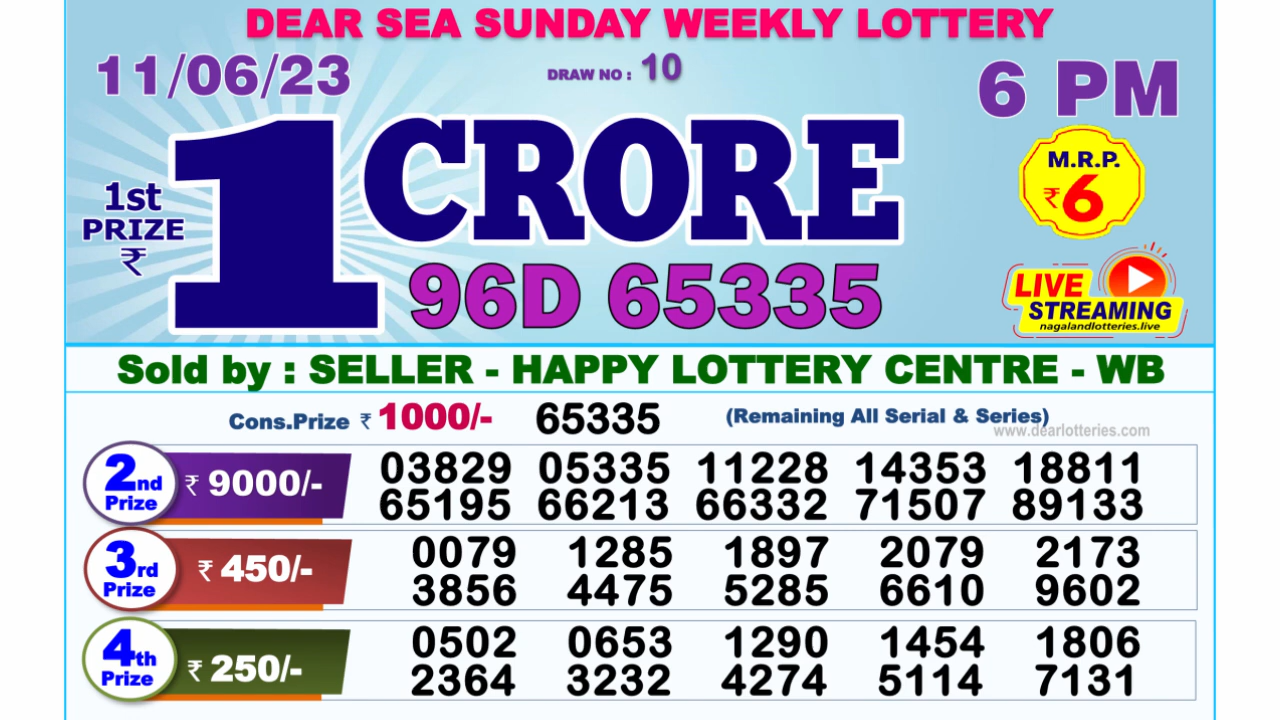 DEAR SEA SUNDAY WEEKLY LOTTERY
11/06/23
DRAW NO : 10
6 PM
1st
PRIZE
₹
1 CRORE
M.R.P.
₹6
96D 65335
LIVE
STREAMING
nagalandlotteries.live
Sold by : SELLER - HAPPY LOTTERY CENTRE - WB
Cons.Prize ₹ 1000/- 65335 (Remaining All Serial & Series)
www.dearlotteries.com
2nd
Prize
₹ 9000/-
03829 05335 11228 14353 18811
65195 66213 66332 71507 89133
3rd
Prize
₹ 450/-
0079 1285 1897 2079 2173
3856 4475 5285 6610 9602
4th
Prize
₹ 250/-
0502 0653 1290 1454 1806
2364 3232 4274 5114 7131